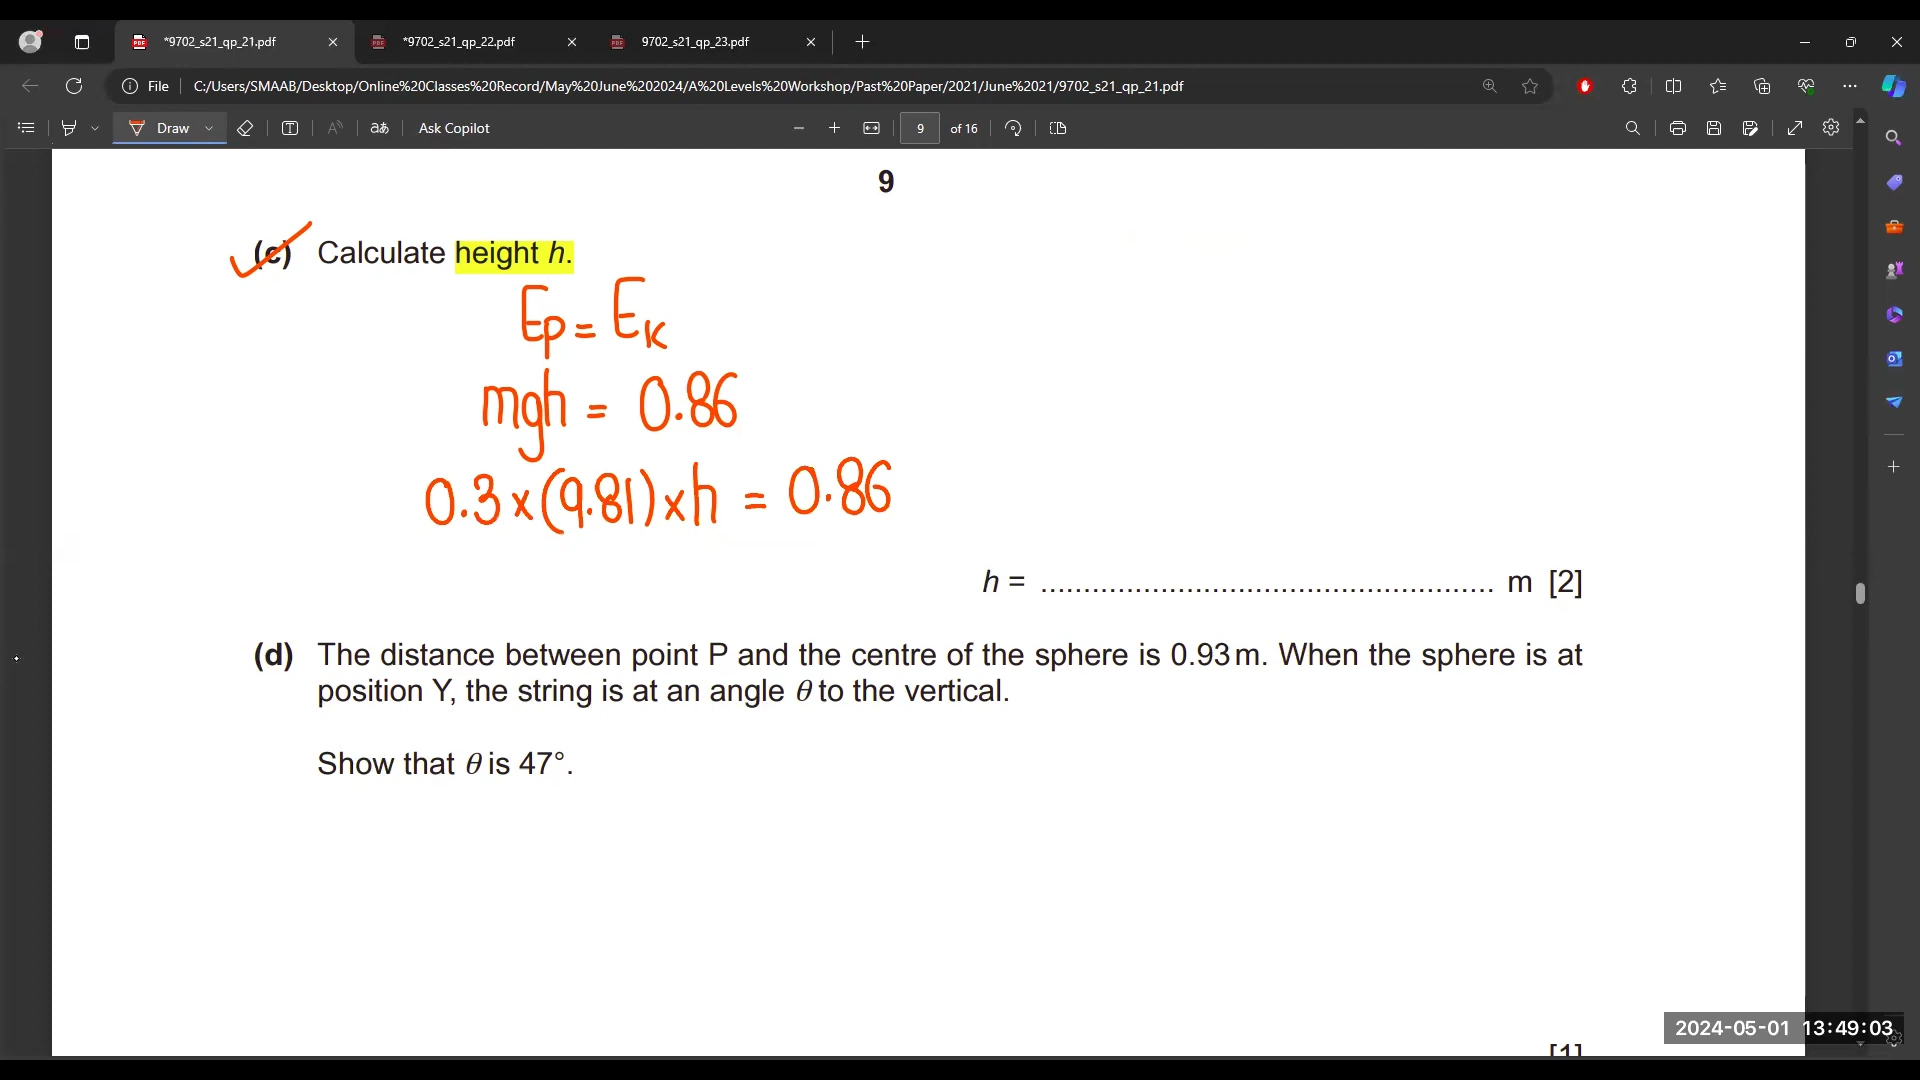 *9702_s21_qp_21.pdf
*9702_s21_qp_22.pdf
9702_s21_qp_23.pdf
File
C:/Users/SMAAB/Desktop/Online%20Classes%20Record/May%20June%202024/A%20Levels%20Workshop/Past%20Paper/2021/June%2021/9702_s21_qp_21.pdf
Draw
aあ
Ask Copilot
9
of 16
9
(c) Calculate height h.
Ep = Ek
mgh = 0.86
0.3 × (9.81) × h = 0.86
h = ...................................................... m [2]
(d) The distance between point P and the centre of the sphere is 0.93 m. When the sphere is at
position Y, the string is at an angle θ to the vertical.
Show that θ is 47°.
2024-05-01 13:49:03
[1]